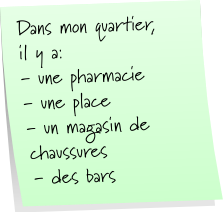 Dans mon quartier,
il y a:
- une pharmacie
- une place
- un magasin de
chaussures
- des bars